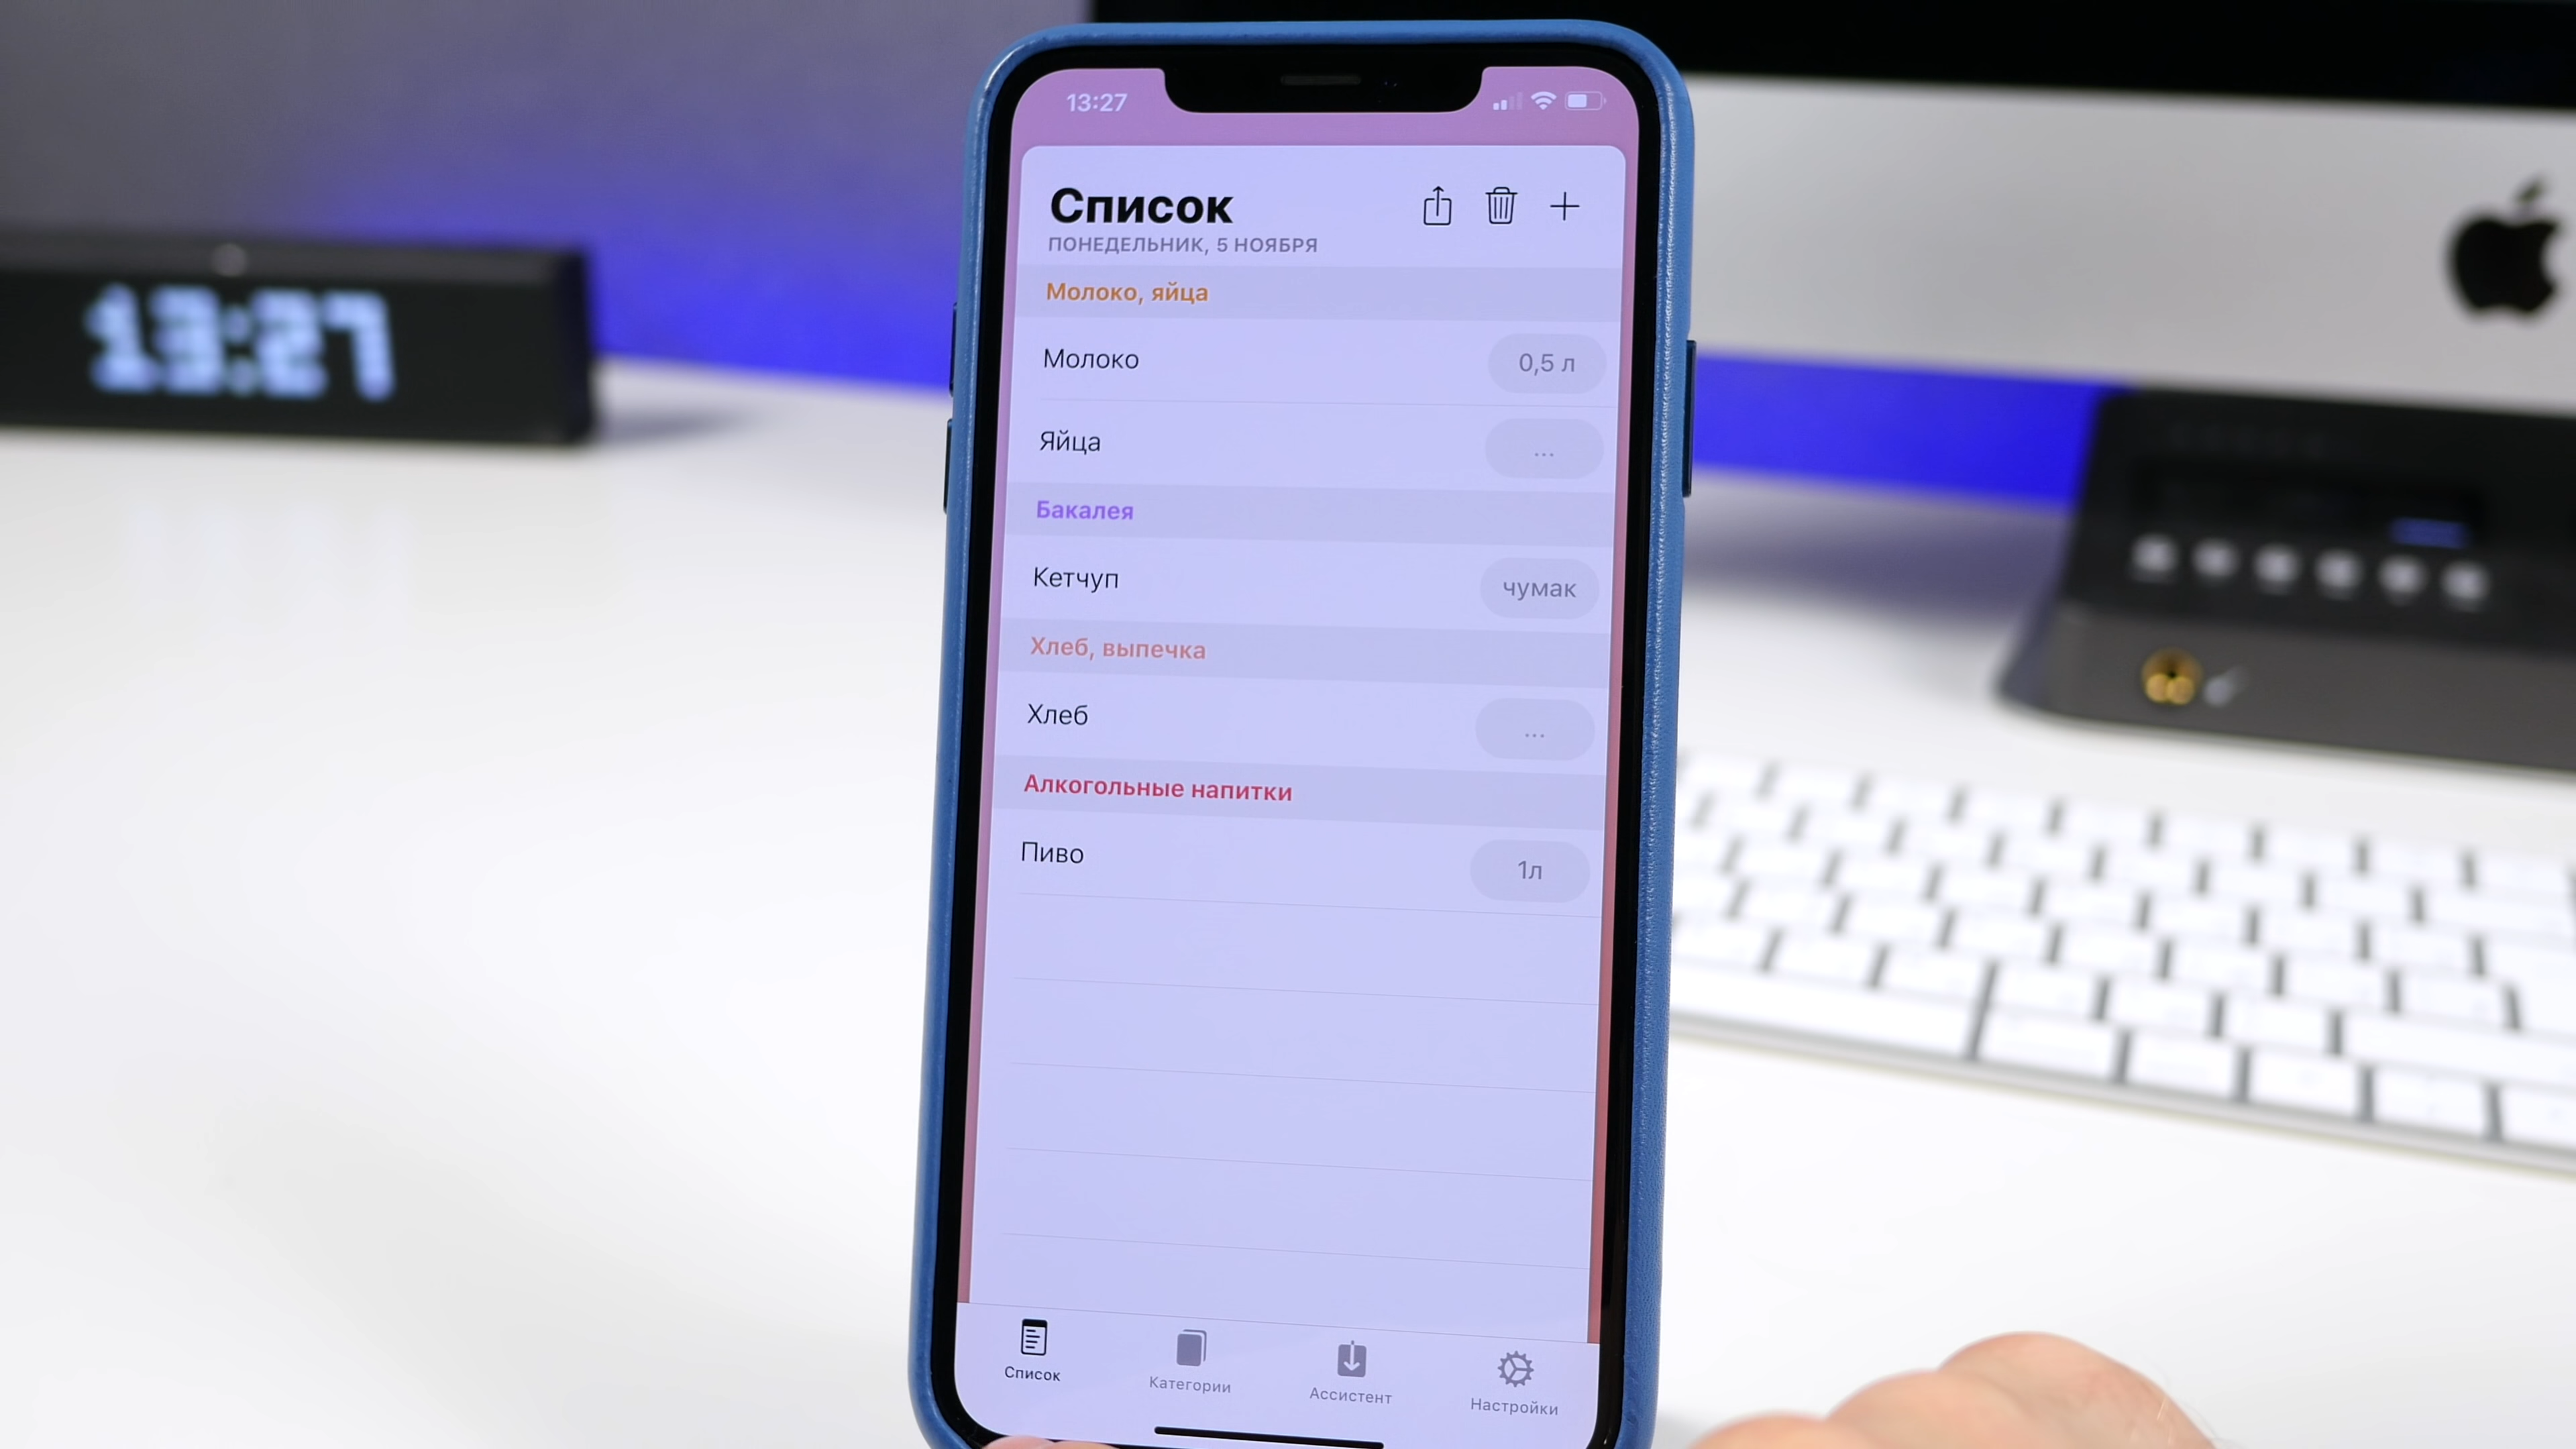 13:27
13:27
Список
ПОНЕДЕЛЬНИК, 5 НОЯБРЯ
Молоко, яйца
Молоко 0,5 л
Яйца ...
Бакалея
Кетчуп чумак
Хлеб, выпечка
Хлеб ...
Алкогольные напитки
Пиво 1л
Список Категории Ассистент Настройки